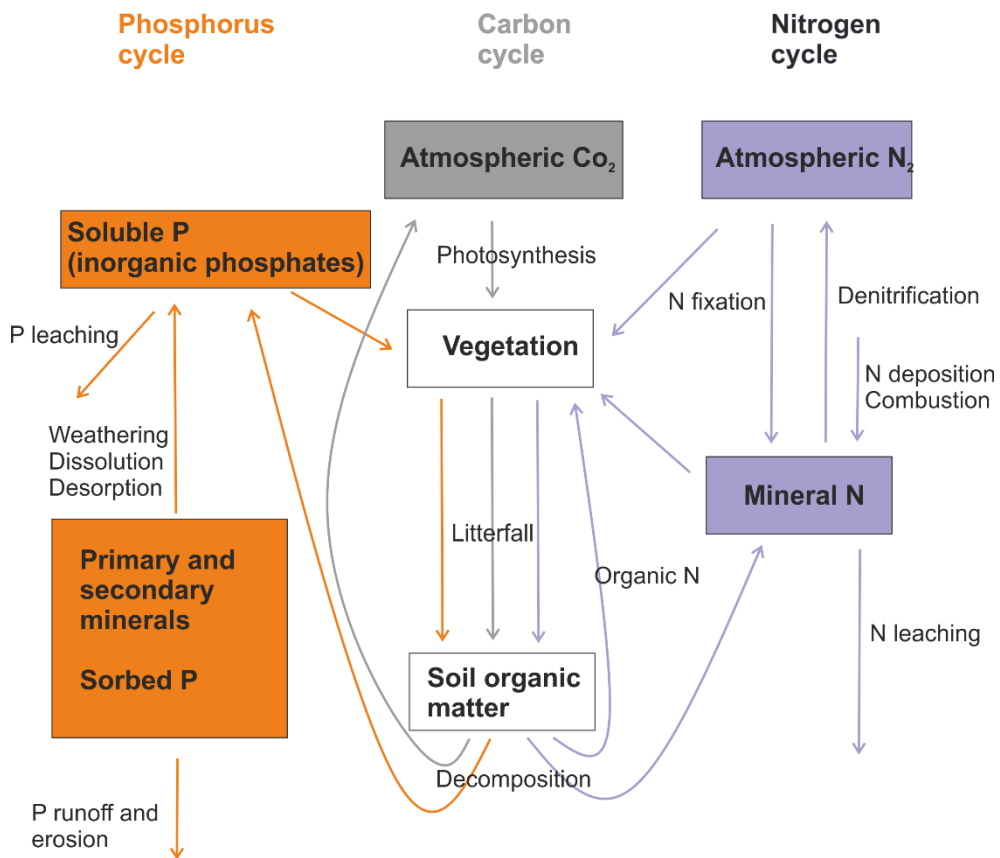 Phosphorus
cycle
Carbon
cycle
Nitrogen
cycle
Atmospheric Co₂
Atmospheric N₂
Soluble P
(inorganic phosphates)
Photosynthesis
N fixation
Denitrification
P leaching
Vegetation
N deposition
Combustion
Weathering
Dissolution
Desorption
Mineral N
Litterfall
Primary and
secondary
minerals
Sorbed P
Organic N
N leaching
Soil organic
matter
Decomposition
P runoff and
erosion